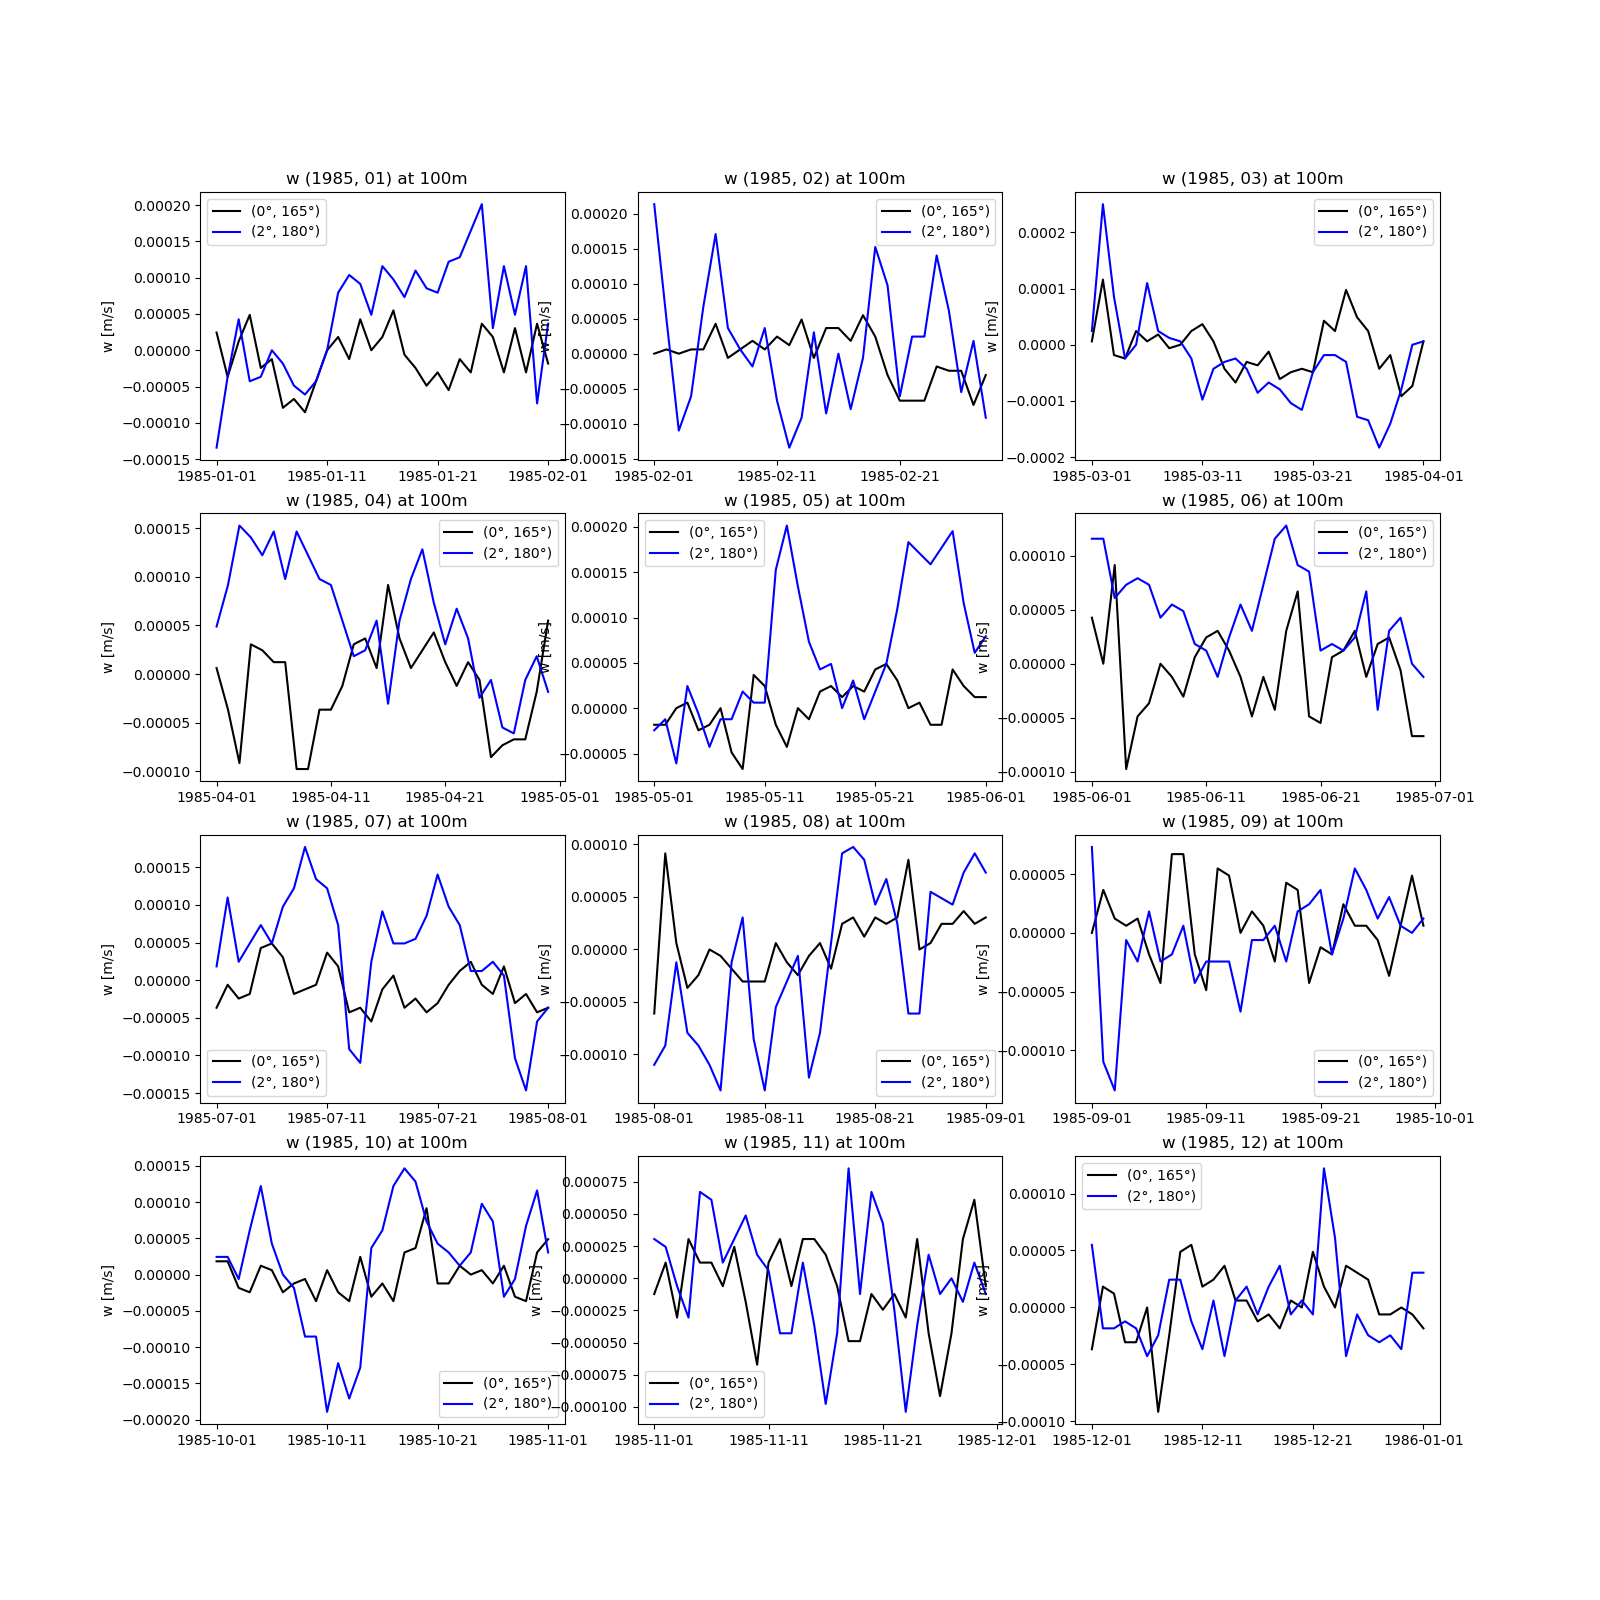 w (1985, 01) at 100m
w [m/s]
0.00020
0.00015
0.00010
0.00005
0.00000
−0.00005
−0.00010
−0.00015
(0°, 165°)
(2°, 180°)
1985-01-01 1985-01-11 1985-01-21 1985-02-01
w (1985, 02) at 100m
w [m/s]
0.00020
0.00015
0.00010
0.00005
0.00000
−0.00005
−0.00010
−0.00015
(0°, 165°)
(2°, 180°)
1985-02-01 1985-02-11 1985-02-21
w (1985, 03) at 100m
w [m/s]
0.0002
0.0001
0.0000
−0.0001
−0.0002
(0°, 165°)
(2°, 180°)
1985-03-01 1985-03-11 1985-03-21 1985-04-01
w (1985, 04) at 100m
w [m/s]
0.00015
0.00010
0.00005
0.00000
−0.00005
−0.00010
(0°, 165°)
(2°, 180°)
1985-04-01 1985-04-11 1985-04-21 1985-05-01
w (1985, 05) at 100m
w [m/s]
0.00020
0.00015
0.00010
0.00005
0.00000
−0.00005
(0°, 165°)
(2°, 180°)
1985-05-01 1985-05-11 1985-05-21 1985-06-01
w (1985, 06) at 100m
w [m/s]
0.00010
0.00005
0.00000
−0.00005
−0.00010
(0°, 165°)
(2°, 180°)
1985-06-01 1985-06-11 1985-06-21 1985-07-01
w (1985, 07) at 100m
w [m/s]
0.00015
0.00010
0.00005
0.00000
−0.00005
−0.00010
−0.00015
(0°, 165°)
(2°, 180°)
1985-07-01 1985-07-11 1985-07-21 1985-08-01
w (1985, 08) at 100m
w [m/s]
0.00010
0.00005
0.00000
−0.00005
−0.00010
(0°, 165°)
(2°, 180°)
1985-08-01 1985-08-11 1985-08-21 1985-09-01
w (1985, 09) at 100m
w [m/s]
0.00005
0.00000
−0.00005
−0.00010
(0°, 165°)
(2°, 180°)
1985-09-01 1985-09-11 1985-09-21 1985-10-01
w (1985, 10) at 100m
w [m/s]
0.00015
0.00010
0.00005
0.00000
−0.00005
−0.00010
−0.00015
−0.00020
(0°, 165°)
(2°, 180°)
1985-10-01 1985-10-11 1985-10-21 1985-11-01
w (1985, 11) at 100m
w [m/s]
0.000075
0.000050
0.000025
0.000000
−0.000025
−0.000050
−0.000075
−0.000100
(0°, 165°)
(2°, 180°)
1985-11-01 1985-11-11 1985-11-21 1985-12-01
w (1985, 12) at 100m
w [m/s]
0.00010
0.00005
0.00000
−0.00005
−0.00010
(0°, 165°)
(2°, 180°)
1985-12-01 1985-12-11 1985-12-21 1986-01-01